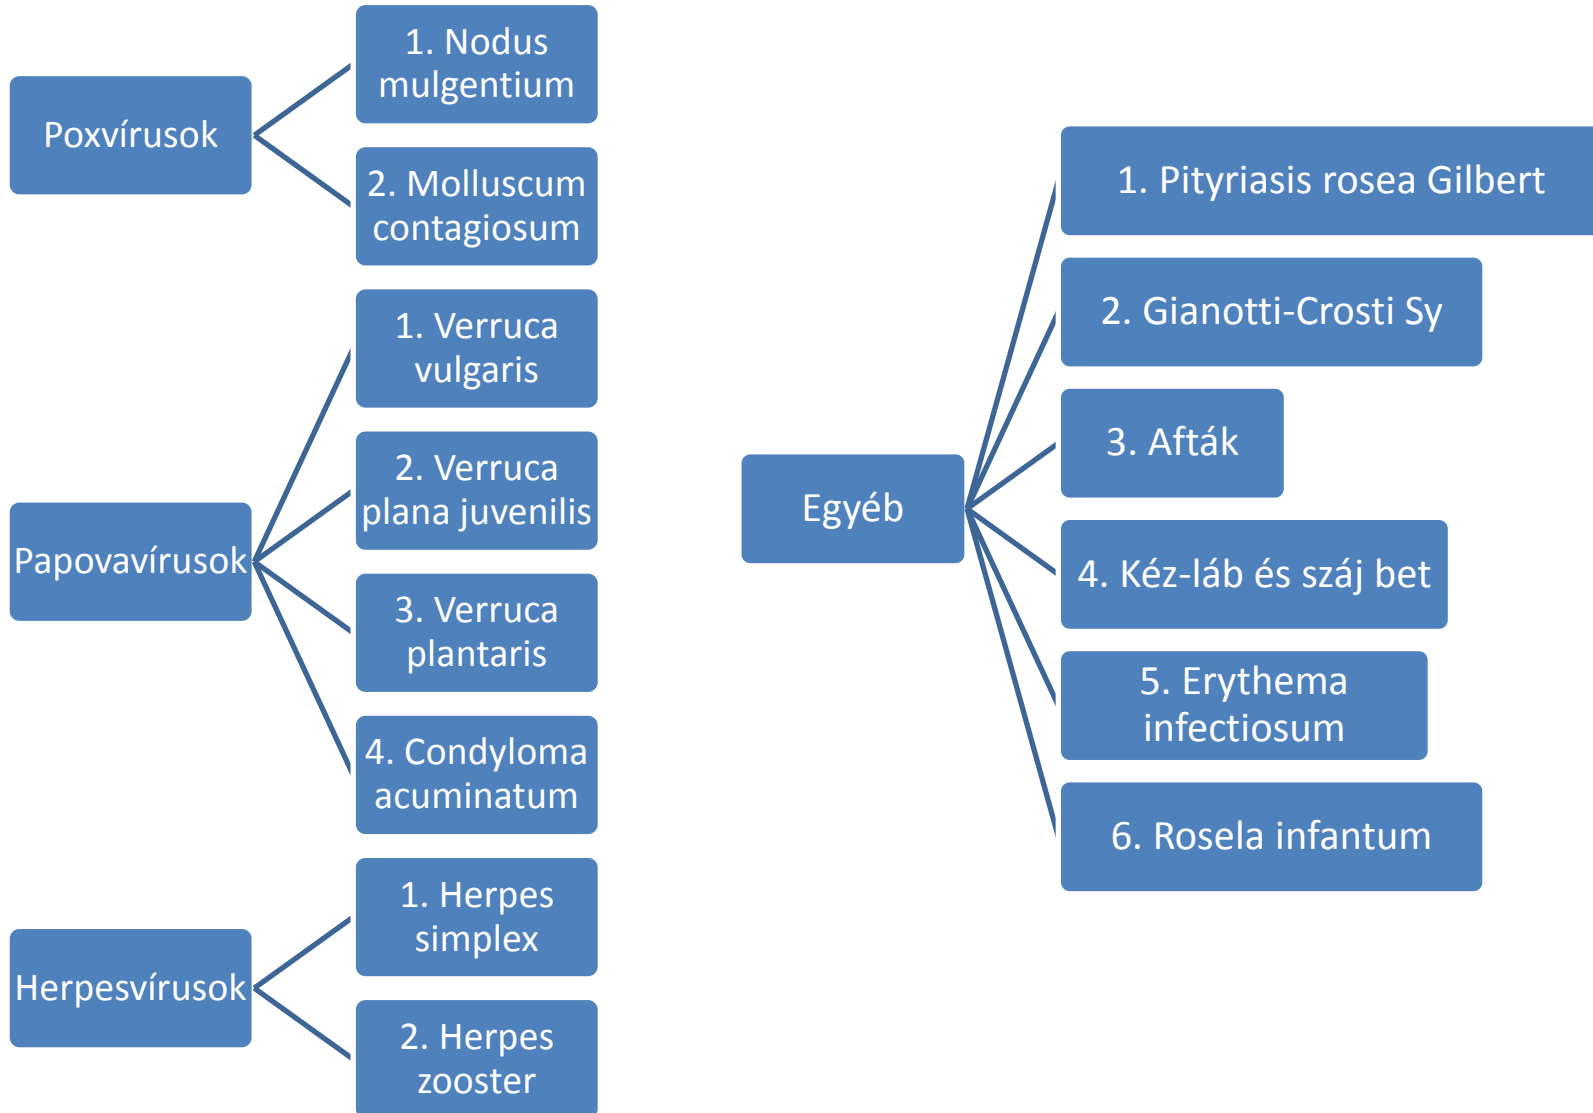 Poxvírusok
1. Nodus
mulgentium
2. Molluscum
contagiosum
Papovavírusok
1. Verruca
vulgaris
2. Verruca
plana juvenilis
3. Verruca
plantaris
4. Condyloma
acuminatum
Herpesvírusok
1. Herpes
simplex
2. Herpes
zooster
Egyéb
1. Pityriasis rosea Gilbert
2. Gianotti-Crosti Sy
3. Afták
4. Kéz-láb és száj bet
5. Erythema
infectiosum
6. Rosela infantum